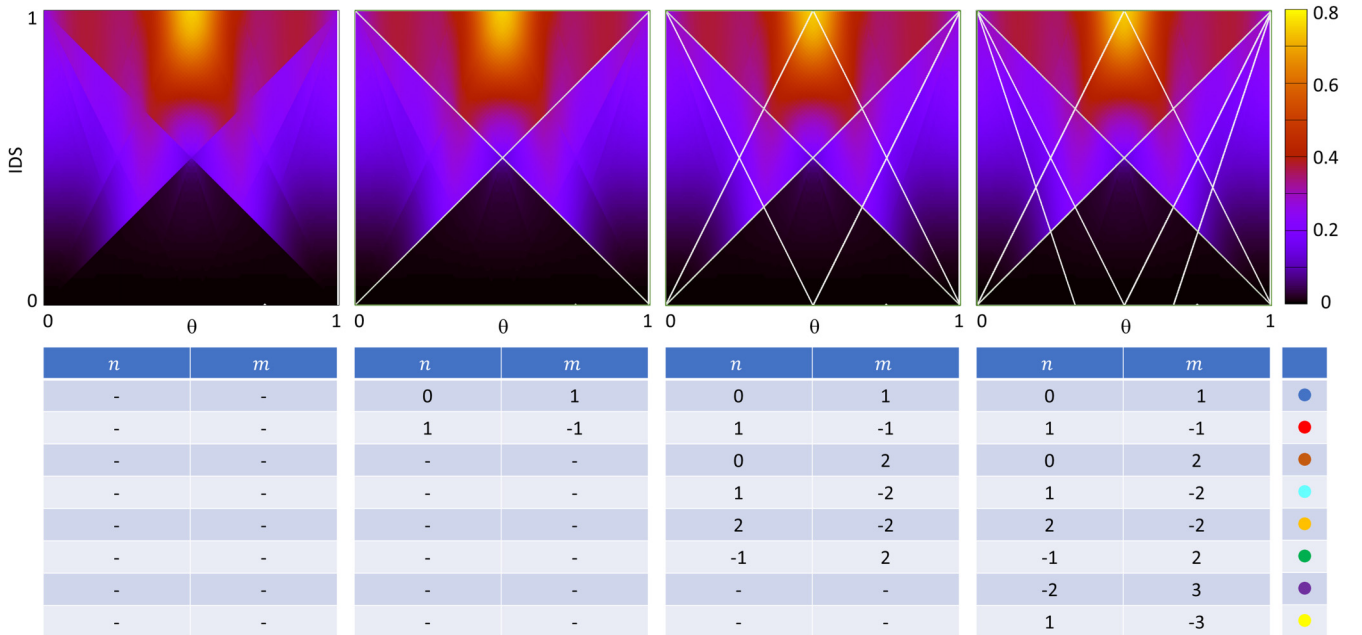 1 0.8
0.6
IDS
0.4
0.2
0 0
0 θ 1 0 θ 1 0 θ 1 0 θ 1
n m n m n m n m
- - 0 1 0 1 0 1
- - 1 -1 1 -1 1 -1
- - - - 0 2 0 2
- - - - 1 -2 1 -2
- - - - 2 -2 2 -2
- - - - -1 2 -1 2
- - - - - - -2 3
- - - - - - 1 -3